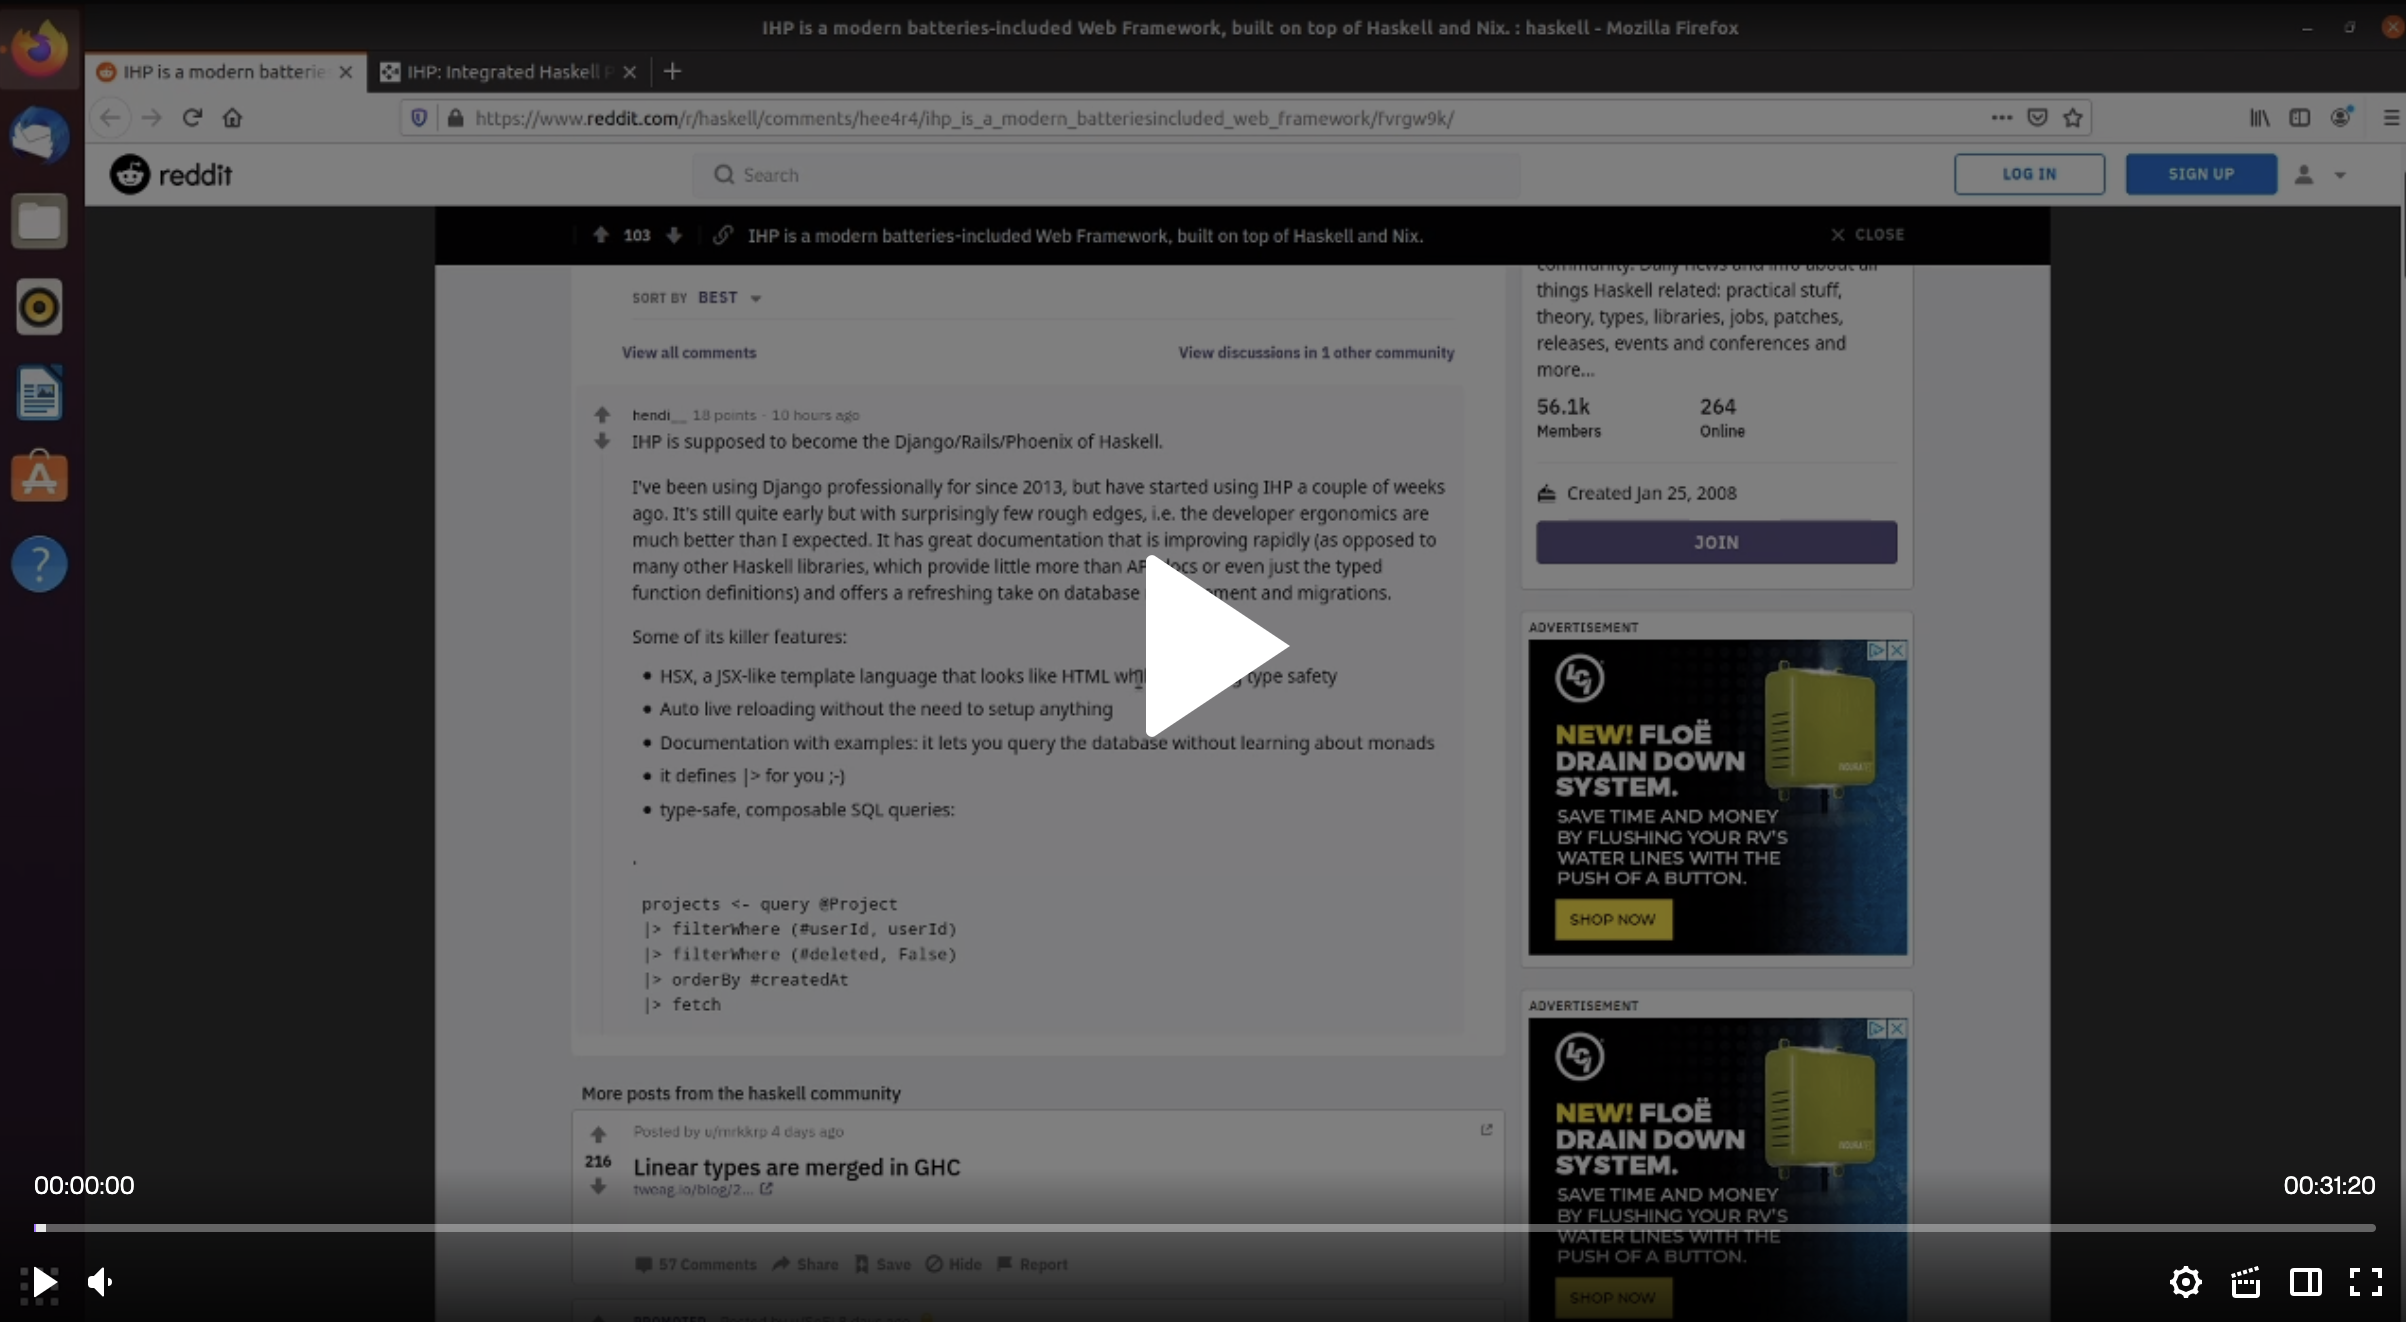 IHP is a modern batteries-included Web Framework, built on top of Haskell and Nix. : haskell - Mozilla Firefox
IHP is a modern batterie
IHP: Integrated Haskell P
https://www.reddit.com/r/haskell/comments/hee4r4/ihp_is_a_modern_batteriesincluded_web_framework/fvrgw9k/
reddit
Search
LOG IN
SIGN UP
103
IHP is a modern batteries-included Web Framework, built on top of Haskell and Nix.
CLOSE
SORT BY BEST
View all comments
View discussions in 1 other community
hendi__ 18 points · 10 hours ago
IHP is supposed to become the Django/Rails/Phoenix of Haskell.
I've been using Django professionally for since 2013, but have started using IHP a couple of weeks
ago. It's still quite early but with surprisingly few rough edges, i.e. the developer ergonomics are
much better than I expected. It has great documentation that is improving rapidly (as opposed to
many other Haskell libraries, which provide little more than docs or even just the typed
function definitions) and offers a refreshing take on database and migrations.
Some of its killer features:
• HSX, a JSX-like template language that looks like HTML type safety
• Auto live reloading without the need to setup anything
• Documentation with examples: it lets you query the database without learning about monads
• it defines |> for you ;-)
• type-safe, composable SQL queries:
.
projects <- query @Project
|> filterWhere (#userId, userId)
|> filterWhere (#deleted, False)
|> orderBy #createdAt
|> fetch
community. Daily news and info about all
things Haskell related: practical stuff,
theory, types, libraries, jobs, patches,
releases, events and conferences and
more...
56.1k
Members
264
Online
Created Jan 25, 2008
JOIN
ADVERTISEMENT
NEW! FLOË
DRAIN DOWN
SYSTEM.
SAVE TIME AND MONEY
BY FLUSHING YOUR RV'S
WATER LINES WITH THE
PUSH OF A BUTTON.
SHOP NOW
ADVERTISEMENT
NEW! FLOË
DRAIN DOWN
SYSTEM.
SAVE TIME AND MONEY
BY FLUSHING YOUR RV'S
WATER LINES WITH THE
PUSH OF A BUTTON.
SHOP NOW
More posts from the haskell community
Posted by u/mrkkrp 4 days ago
216
Linear types are merged in GHC
tweag.io/blog/2...
57 Comments
Share
Save
Hide
Report
00:00:00
00:31:20